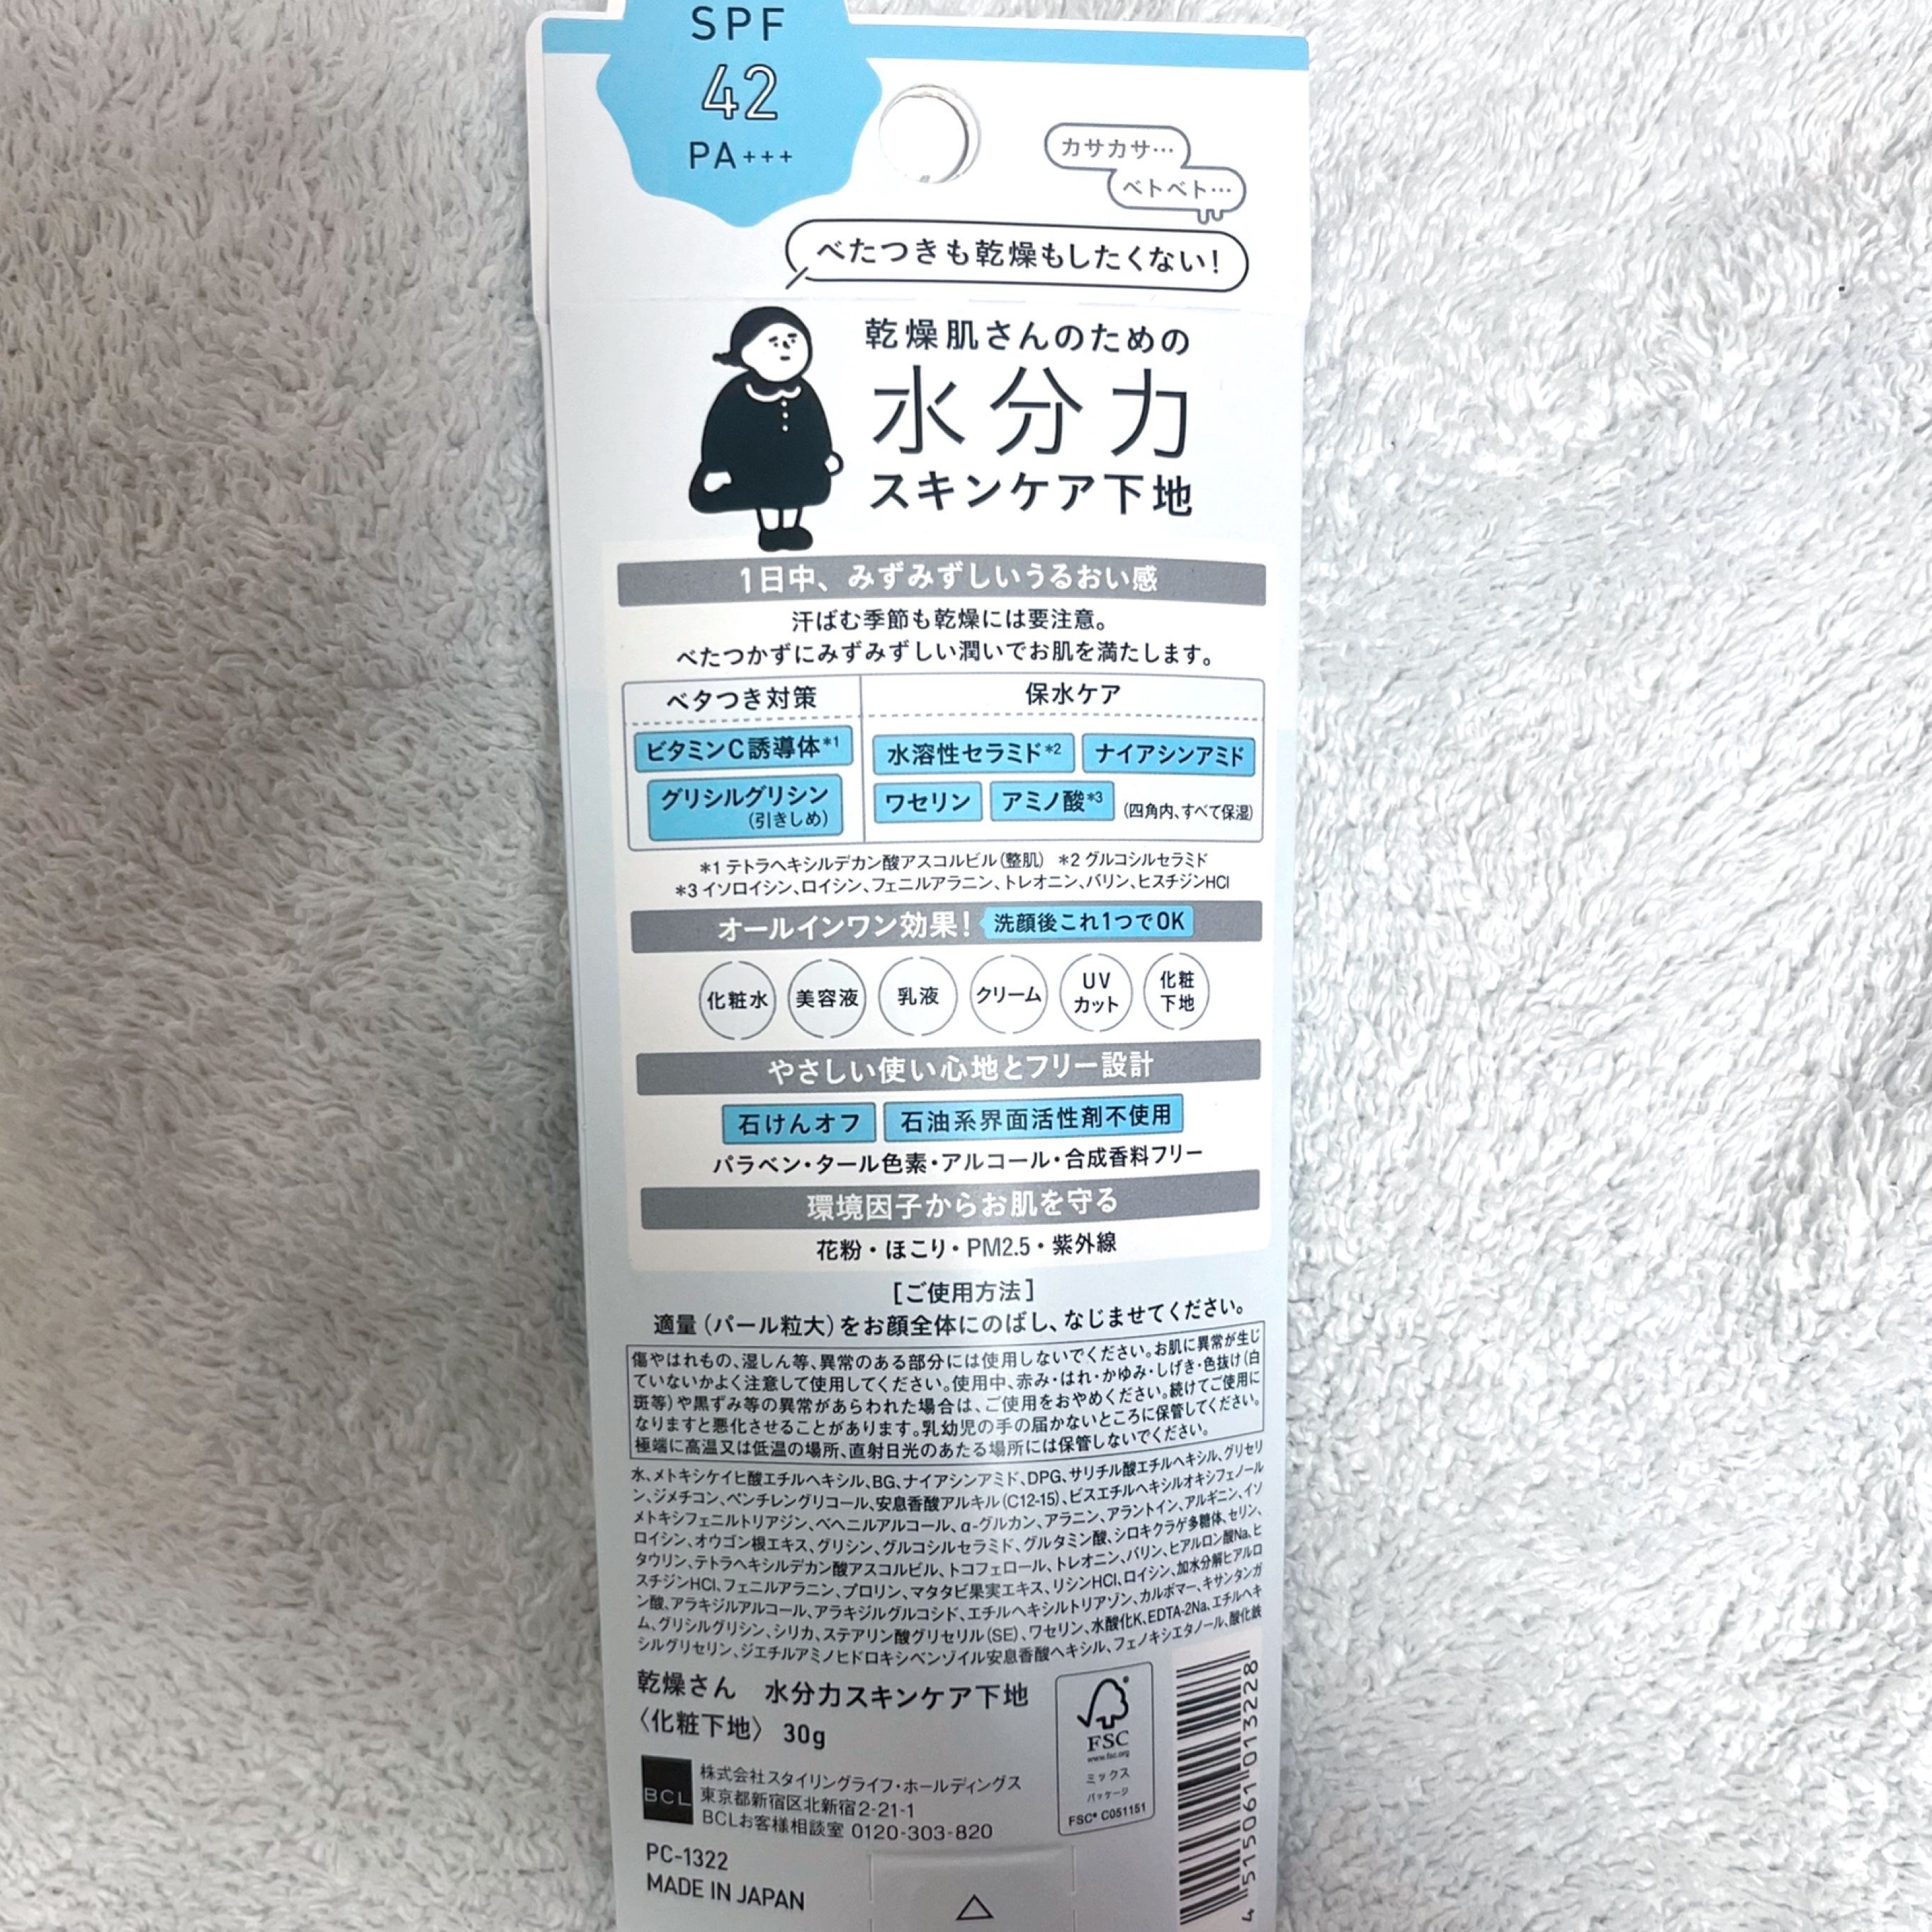 SPF
42
PA+++
カサカサ…
ベトベト…
べたつきも乾燥もしたくない!
乾燥肌さんのための
水分力
スキンケア下地
1日中、みずみずしいうるおい感
汗ばむ季節も乾燥には要注意。
べたつかずにみずみずしい潤いでお肌を満たします。
ベタつき対策
保水ケア
ビタミンC誘導体*1
水溶性セラミド*2 ナイアシンアミド
グリシルグリシン
(引きしめ)
ワセリン アミノ酸*3 (四角内、すべて保湿)
*1 テトラヘキシルデカン酸アスコルビル(整肌) *2 グルコシルセラミド
*3 イソロイシン、ロイシン、フェニルアラニン、トレオニン、バリン、ヒスチジンHCl
オールインワン効果! 洗顔後これ1つでOK
化粧水 美容液 乳液 クリーム UVカット 化粧下地
やさしい使い心地とフリー設計
石けんオフ 石油系界面活性剤不使用
パラベン・タール色素・アルコール・合成香料フリー
環境因子からお肌を守る
花粉・ほこり・PM2.5・紫外線
[ご使用方法]
適量(パール粒大)をお顔全体にのばし、なじませてください。
傷やはれもの、湿しん等、異常のある部分には使用しないでください。お肌に異常が生じ
ていないかよく注意して使用してください。使用中、赤み・はれ・かゆみ・しげき・色抜け(白
斑等)や黒ずみ等の異常があらわれた場合は、ご使用をおやめください。続けてご使用に
なりますと悪化させることがあります。乳幼児の手の届かないところに保管してください。
極端に高温又は低温の場所、直射日光のあたる場所には保管しないでください。
水、メトキシケイヒ酸エチルヘキシル、BG、ナイアシンアミド、DPG、サリチル酸エチルヘキシル、グリセリ
ン、ジメチコン、ペンチレングリコール、安息香酸アルキル(C12-15)、ビスエチルヘキシルオキシフェノール
メトキシフェニルトリアジン、ベヘニルアルコール、α-グルカン、アラニン、アラントイン、アルギニン、イソ
ロイシン、オウゴン根エキス、グリシン、グルコシルセラミド、グルタミン酸、シロキクラゲ多糖体、セリン、
タウリン、テトラヘキシルデカン酸アスコルビル、トコフェロール、トレオニン、バリン、ヒアルロン酸Na、ヒ
スチジンHCl、フェニルアラニン、プロリン、マタタビ果実エキス、リシンHCl、ロイシン、加水分解ヒアルロ
ン酸、アラキジルアルコール、アラキジルグルコシド、エチルヘキシルトリアゾン、カルボマー、キサンタンガ
ム、グリシルグリシン、シリカ、ステアリン酸グリセリル(SE)、ワセリン、水酸化K、EDTA-2Na、エチルヘキ
シルグリセリン、ジエチルアミノヒドロキシベンゾイル安息香酸ヘキシル、フェノキシエタノール、酸化鉄
乾燥さん 水分力スキンケア下地
〈化粧下地〉 30g
BCL
株式会社スタイリングライフ・ホールディングス
東京都新宿区北新宿2-21-1
BCLお客様相談室 0120-303-820
PC-1322
MADE IN JAPAN
FSC
www.fsc.org
ミックス
パッケージ
FSC® C051151
4 515061 013228